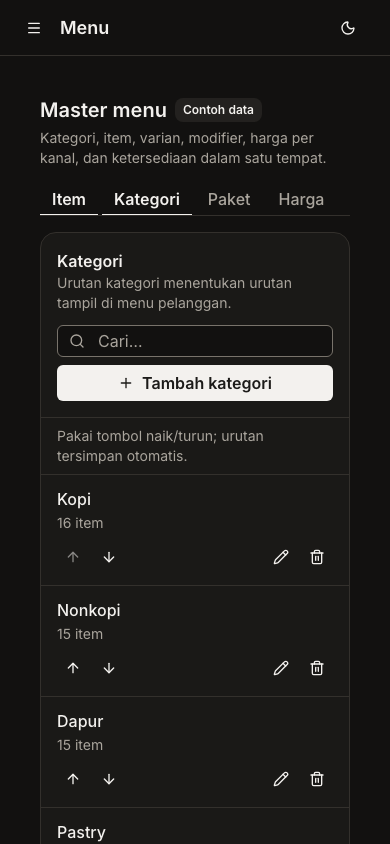 Menu
Master menu Contoh data
Kategori, item, varian, modifier, harga per
kanal, dan ketersediaan dalam satu tempat.
Item Kategori Paket Harga
Kategori
Urutan kategori menentukan urutan
tampil di menu pelanggan.
Cari...
+ Tambah kategori
Pakai tombol naik/turun; urutan
tersimpan otomatis.
Kopi
16 item
Nonkopi
15 item
Dapur
15 item
Pastry